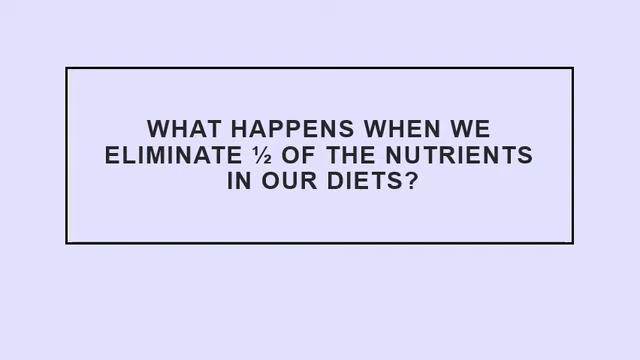 WHAT HAPPENS WHEN WE
ELIMINATE ½ OF THE NUTRIENTS
IN OUR DIETS?